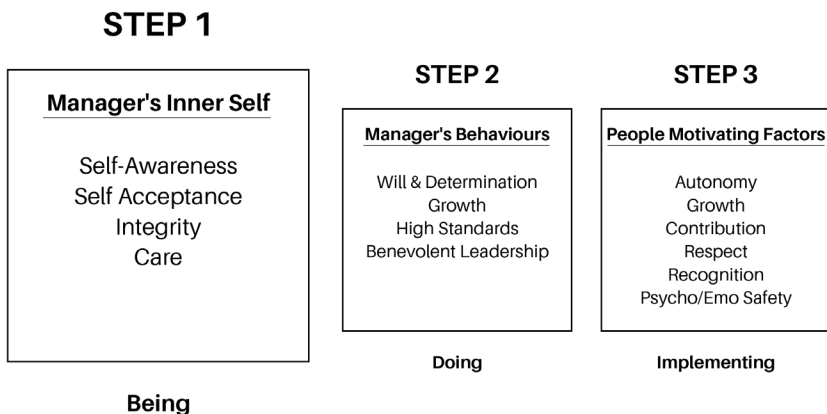 STEP 1
Manager's Inner Self
Self-Awareness
Self Acceptance
Integrity
Care
Being
STEP 2
Manager's Behaviours
Will & Determination
Growth
High Standards
Benevolent Leadership
Doing
STEP 3
People Motivating Factors
Autonomy
Growth
Contribution
Respect
Recognition
Psycho/Emo Safety
Implementing